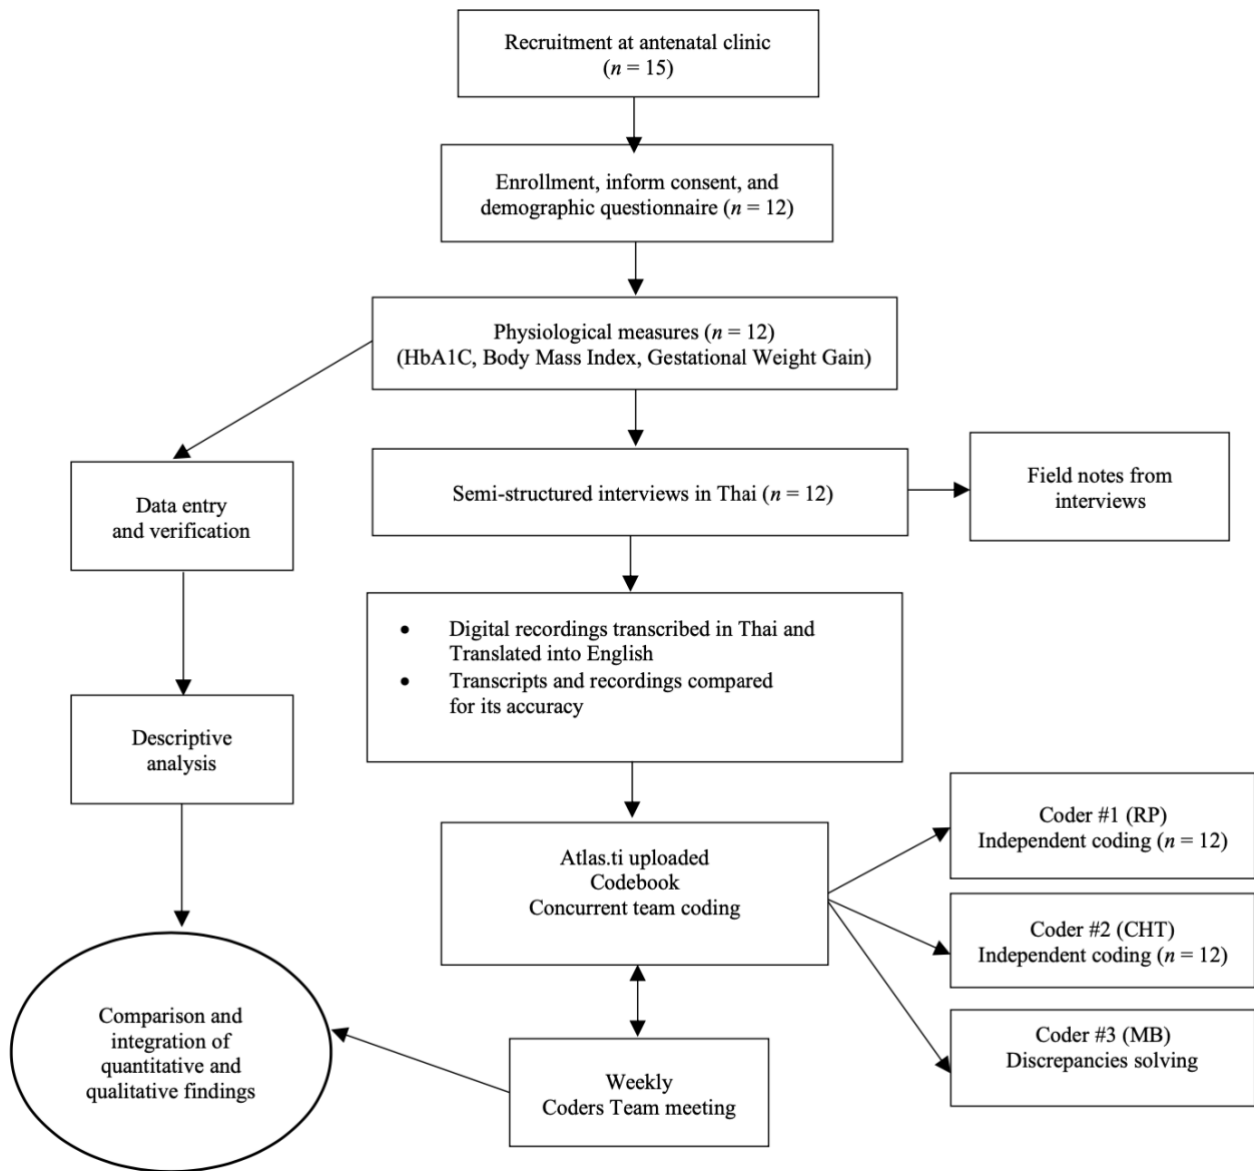 Recruitment at antenatal clinic
(n = 15)
Enrollment, inform consent, and
demographic questionnaire (n = 12)
Physiological measures (n = 12)
(HbA1C, Body Mass Index, Gestational Weight Gain)
Data entry
and verification
Semi-structured interviews in Thai (n = 12)
Field notes from
interviews
• Digital recordings transcribed in Thai and
Translated into English
• Transcripts and recordings compared
for its accuracy
Descriptive
analysis
Atlas.ti uploaded
Codebook
Concurrent team coding
Coder #1 (RP)
Independent coding (n = 12)
Coder #2 (CHT)
Independent coding (n = 12)
Coder #3 (MB)
Discrepancies solving
Comparison and
integration of
quantitative and
qualitative findings
Weekly
Coders Team meeting